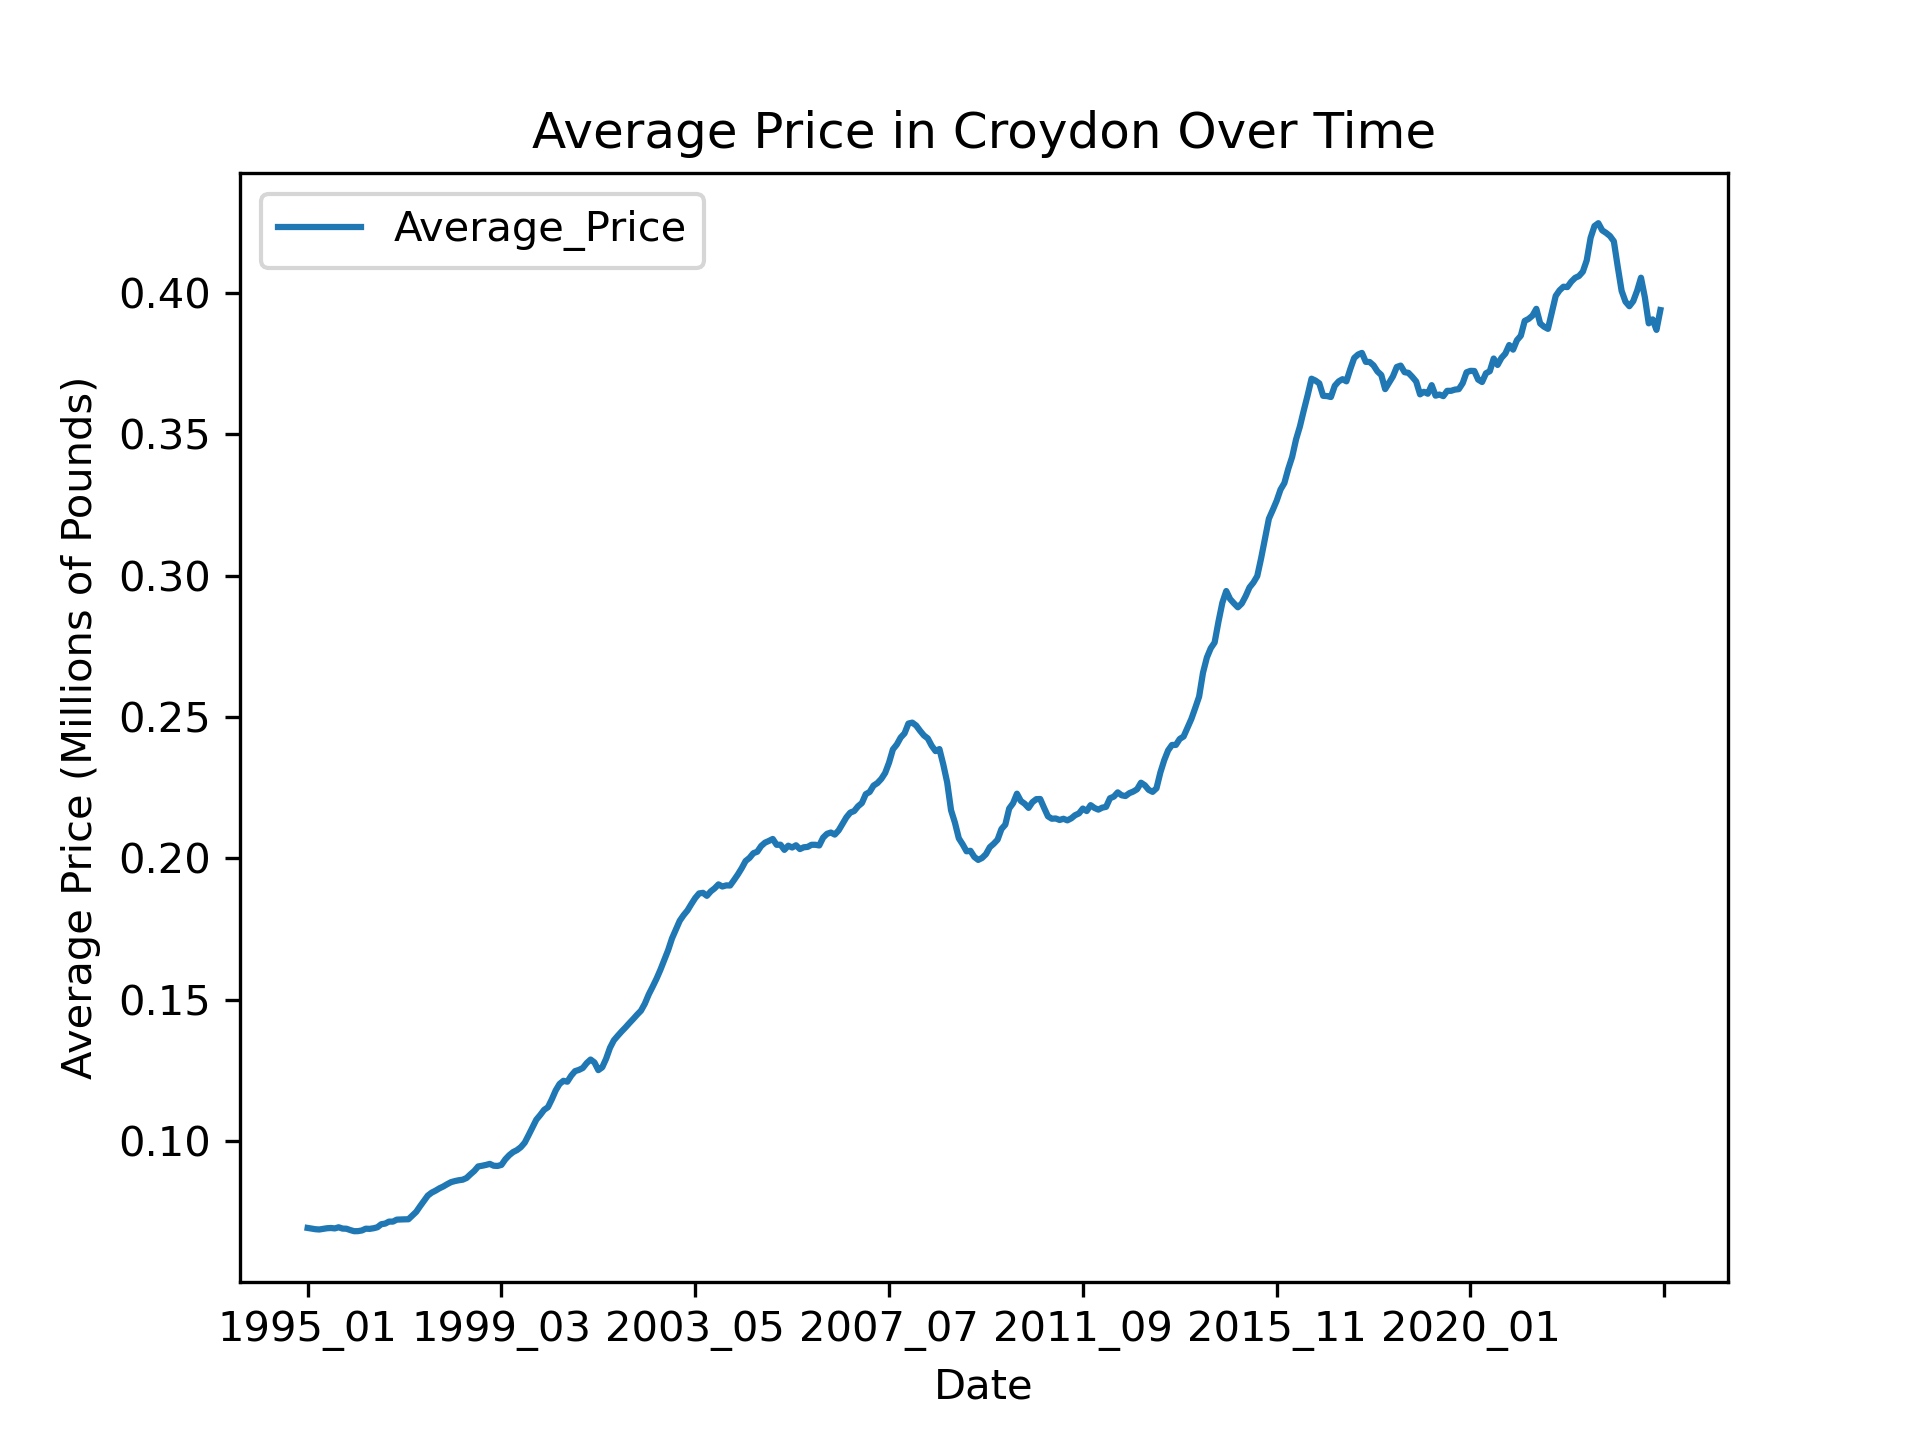 Average Price in Croydon Over Time
Average_Price
0.40
0.35
0.30
0.25
0.20
0.15
0.10
Average Price (Millions of Pounds)
1995_01 1999_03 2003_05 2007_07 2011_09 2015_11 2020_01
Date